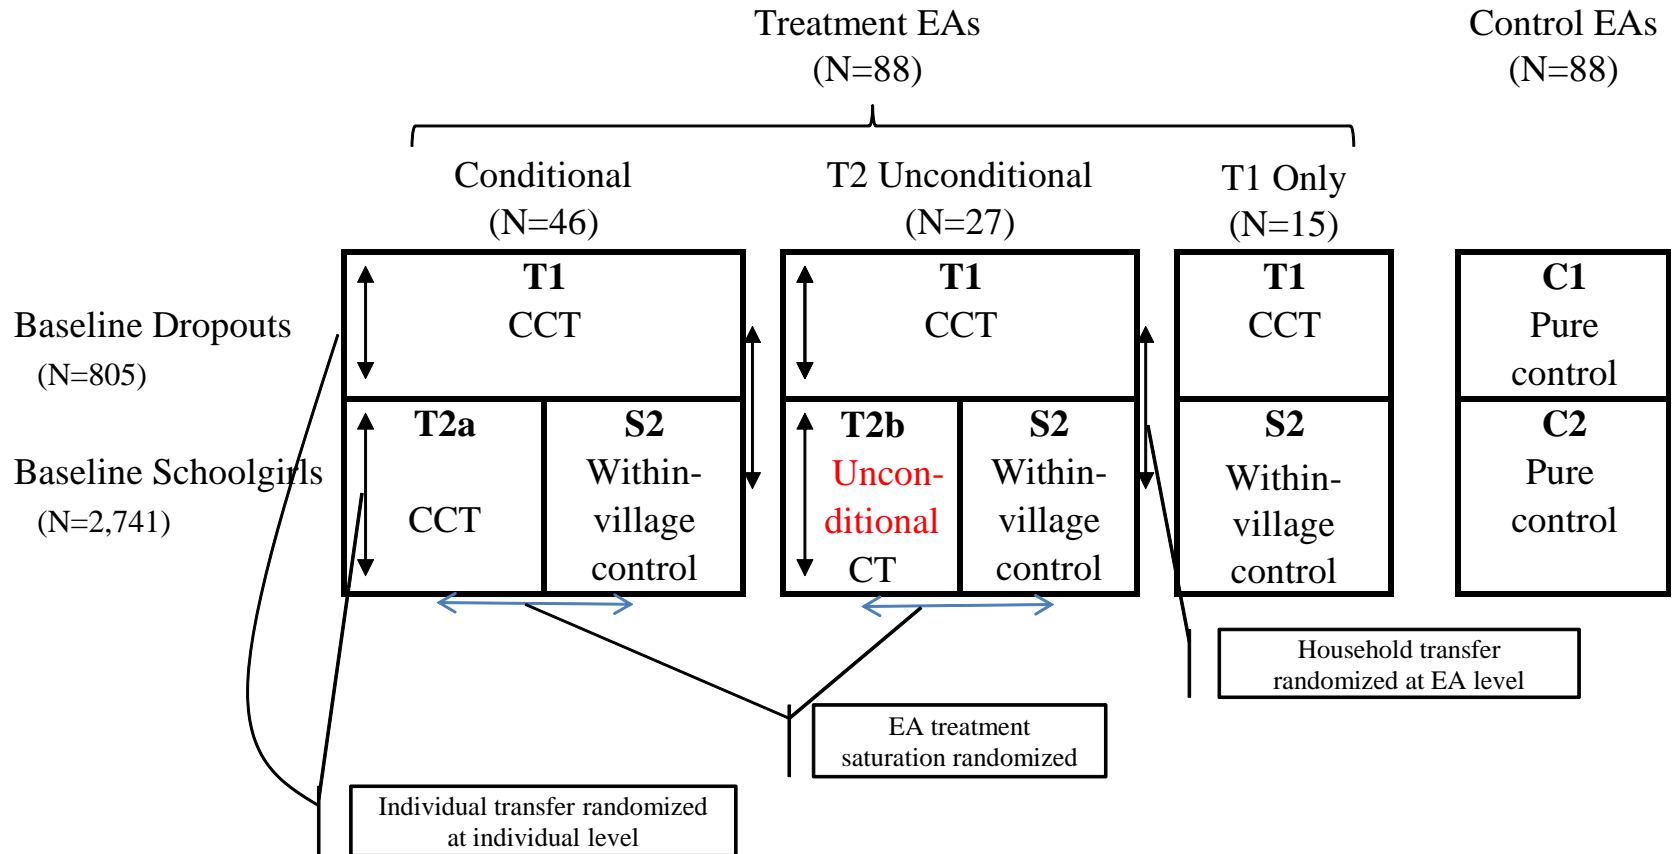 Treatment EAs
(N=88)
Control EAs
(N=88)
Conditional
(N=46)
T2 Unconditional
(N=27)
T1 Only
(N=15)
Baseline Dropouts
(N=805)
T1
CCT
T1
CCT
T1
CCT
C1
Pure
control
Baseline Schoolgirls
(N=2,741)
T2a
CCT
S2
Within-
village
control
T2b
Uncon-
ditional
CT
S2
Within-
village
control
S2
Within-
village
control
C2
Pure
control
Household transfer
randomized at EA level
EA treatment
saturation randomized
Individual transfer randomized
at individual level